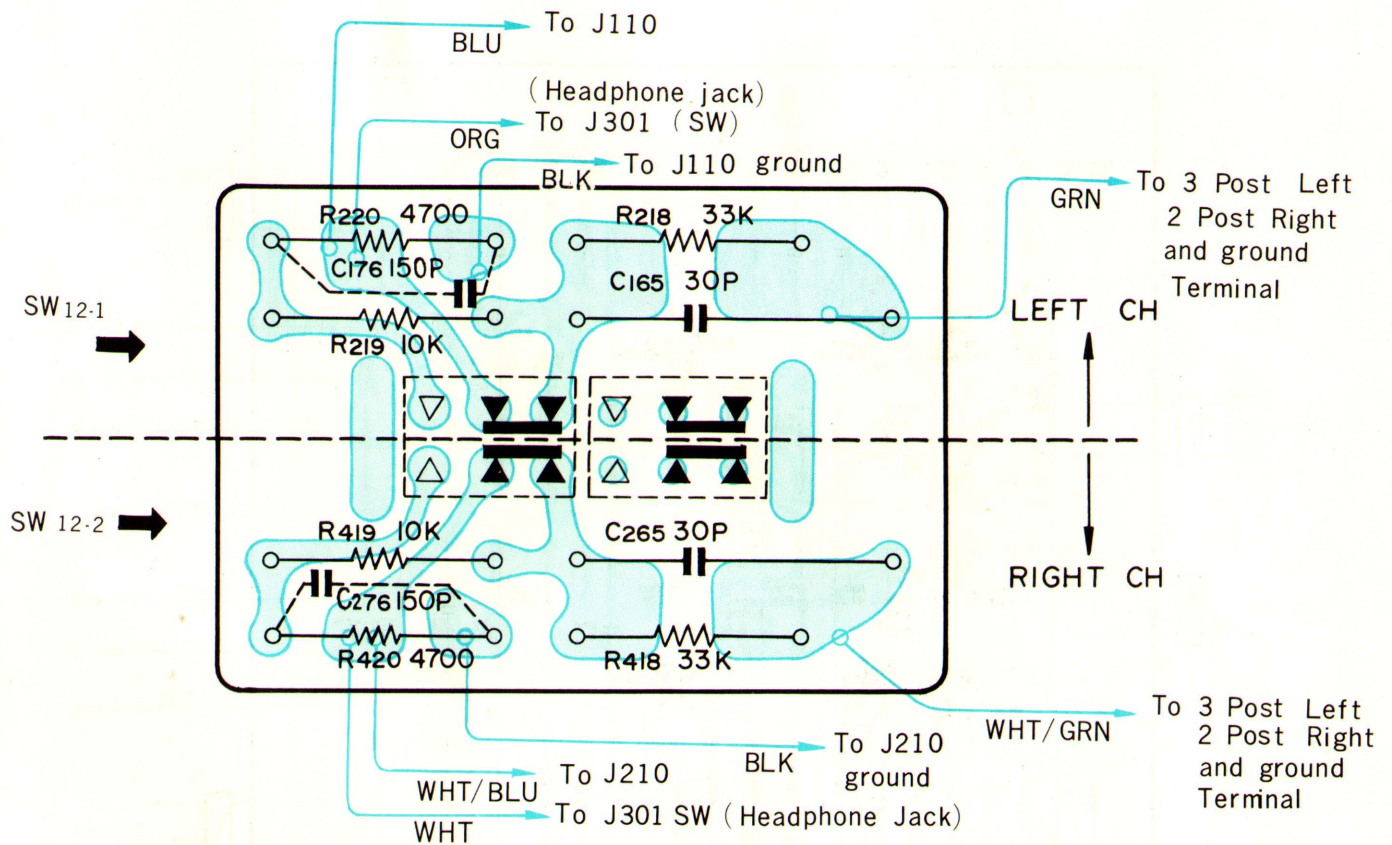 To J110
BLU
(Headphone jack)
To J301 (SW)
ORG
To J110 ground
BLK
To 3 Post Left
GRN
2 Post Right
and ground
Terminal
R220 4700
R218 33K
C176 150P
C165 30P
SW 12-1
LEFT CH
R219 10K
SW 12-2
R419 10K
C265 30P
RIGHT CH
C276 150P
R420 4700
R418 33K
To 3 Post Left
WHT/GRN
2 Post Right
and ground
Terminal
To J210
BLK
ground
To J210
WHT/BLU
To J301 SW (Headphone Jack)
WHT